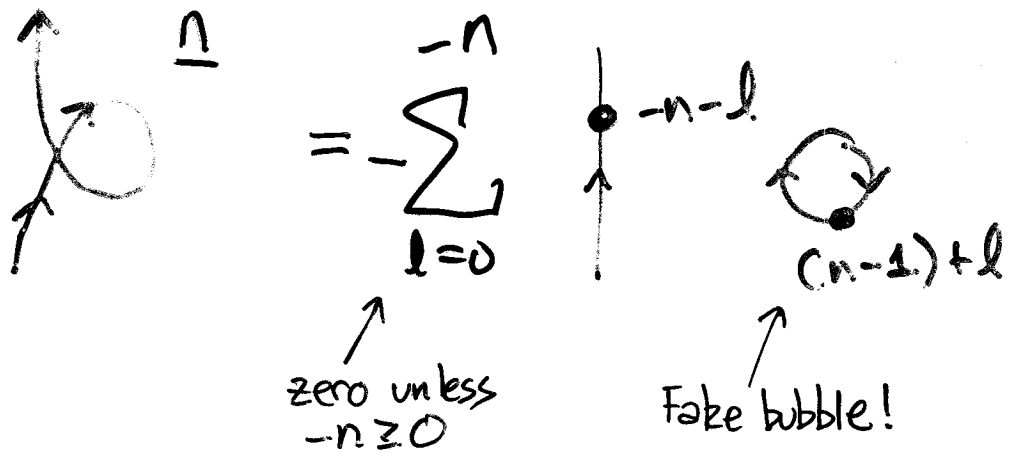 n
= - -n ∑ l=0
-n-l
(n-1)+l
zero unless
-n ≥ 0
Fake bubble!